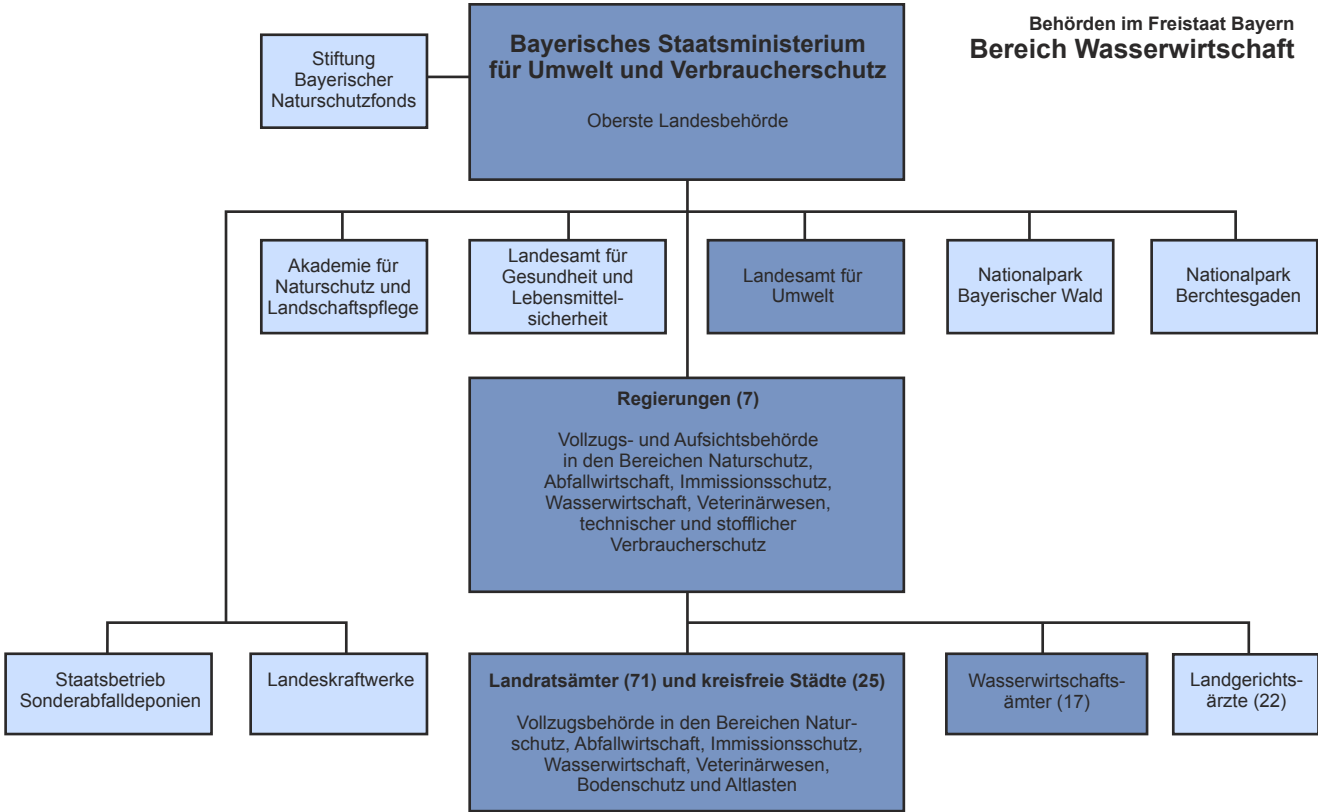 Behörden im Freistaat Bayern
Bereich Wasserwirtschaft
Stiftung
Bayerischer
Naturschutzfonds
Bayerisches Staatsministerium
für Umwelt und Verbraucherschutz
Oberste Landesbehörde
Akademie für
Naturschutz und
Landschaftspflege
Landesamt für
Gesundheit und
Lebensmittel-
sicherheit
Landesamt für
Umwelt
Nationalpark
Bayerischer Wald
Nationalpark
Berchtesgaden
Regierungen (7)
Vollzugs- und Aufsichtsbehörde
in den Bereichen Naturschutz,
Abfallwirtschaft, Immissionsschutz,
Wasserwirtschaft, Veterinärwesen,
technischer und stofflicher
Verbraucherschutz
Staatsbetrieb
Sonderabfalldeponien
Landeskraftwerke
Landratsämter (71) und kreisfreie Städte (25)
Vollzugsbehörde in den Bereichen Natur-
schutz, Abfallwirtschaft, Immissionsschutz,
Wasserwirtschaft, Veterinärwesen,
Bodenschutz und Altlasten
Wasserwirtschafts-
ämter (17)
Landgerichts-
ärzte (22)